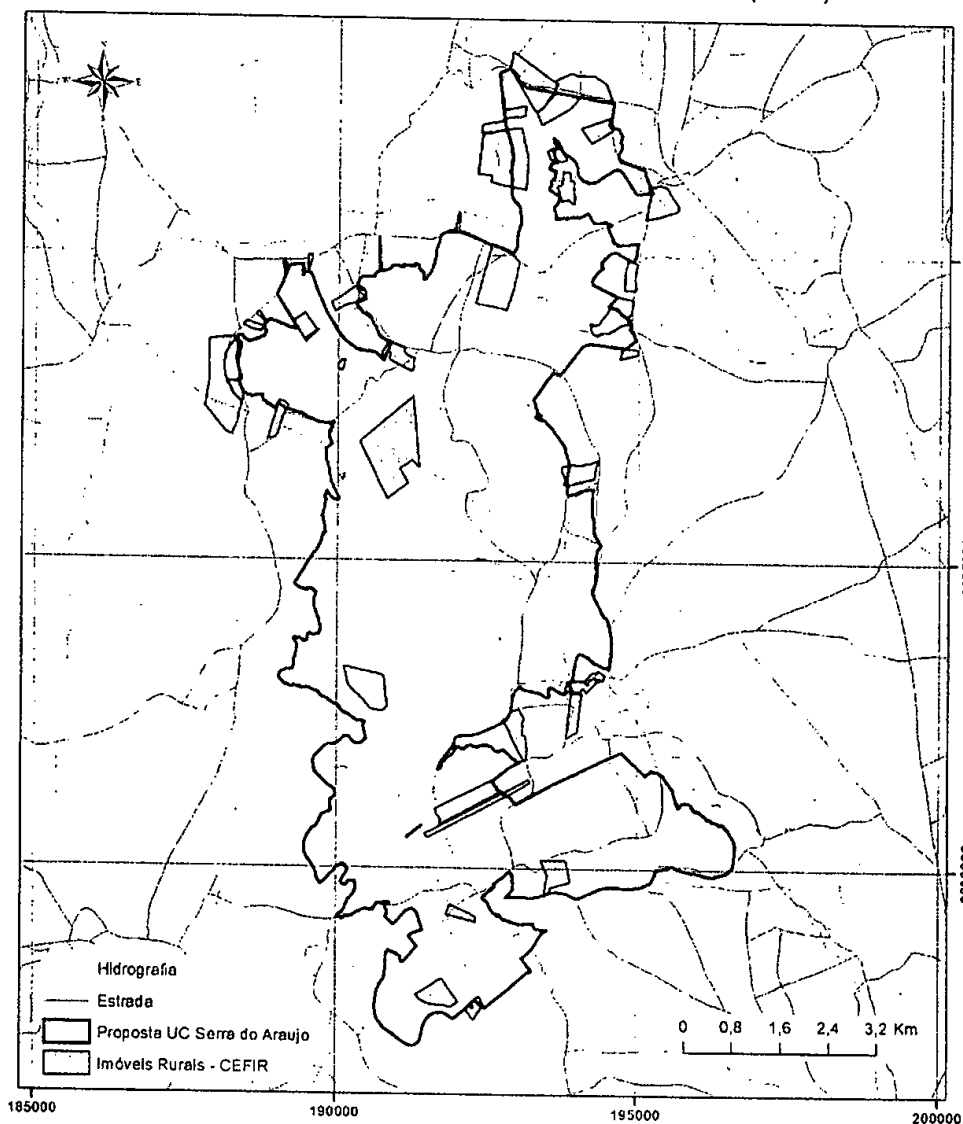 Hidrografia
Estrada
Proposta UC Serra do Araujo
Imóveis Rurais - CEFIR
0 0,8 1,6 2,4 3,2 Km
185000 190000 195000 200000